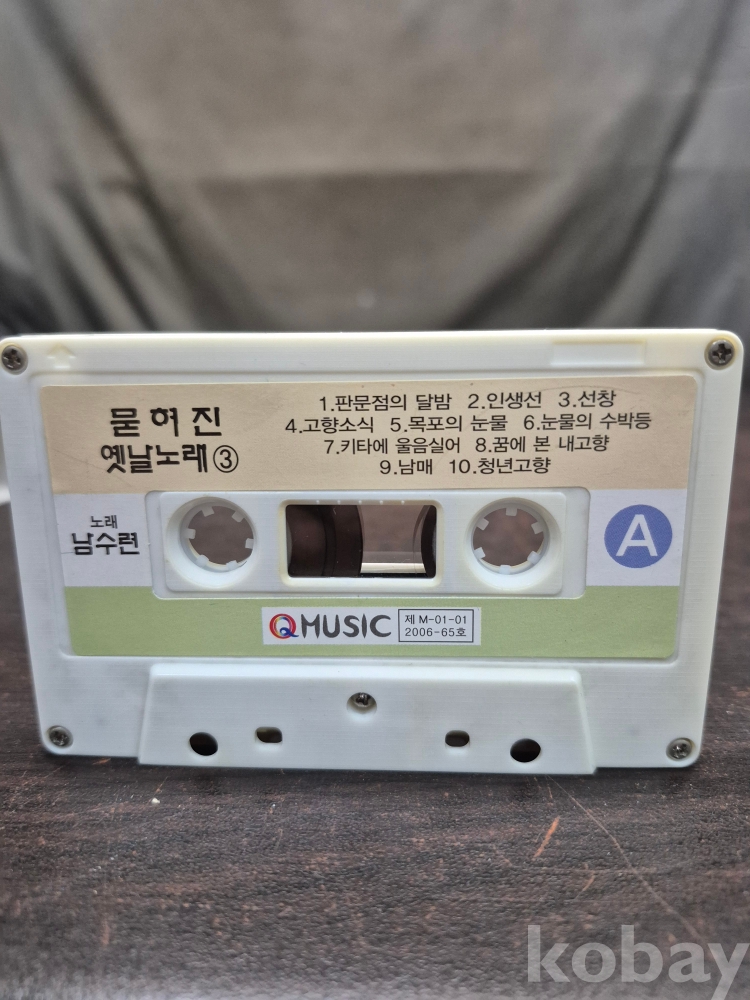 묻혀진
옛날노래③
1.판문점의 달밤 2.인생선 3.선창
4.고향소식 5.목포의 눈물 6.눈물의 수박등
7.키타에 울음실어 8.꿈에 본 내고향
9.남매 10.청년고향
노래
남수련
A
QMUSIC
제 M-01-01
2006-65호
kobay